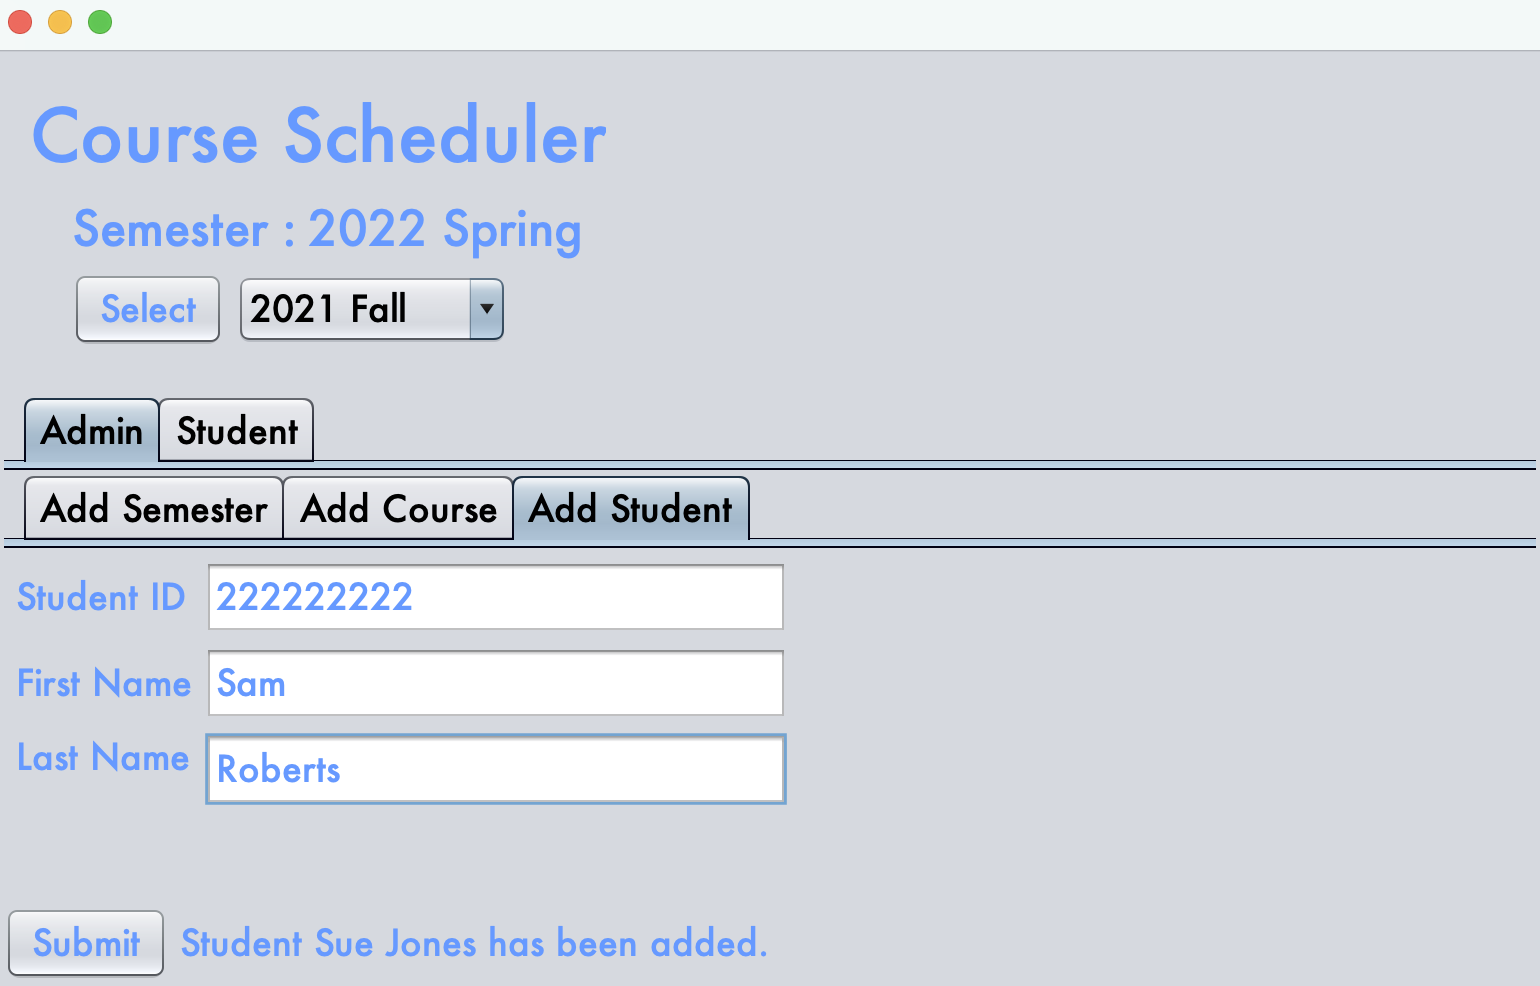 Course Scheduler
Semester : 2022 Spring
Select 2021 Fall
Admin Student
Add Semester Add Course Add Student
Student ID 222222222
First Name Sam
Last Name Roberts
Submit Student Sue Jones has been added.